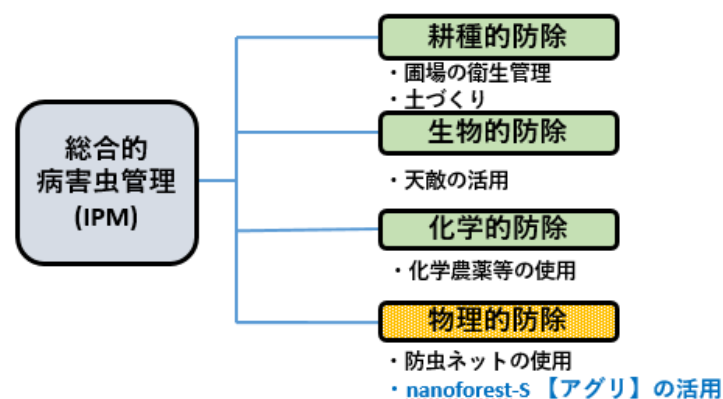 総合的
病害虫管理
(IPM)
耕種的防除
・圃場の衛生管理
・土づくり
生物的防除
・天敵の活用
化学的防除
・化学農薬等の使用
物理的防除
・防虫ネットの使用
・nanoforest-S 【アグリ】の活用